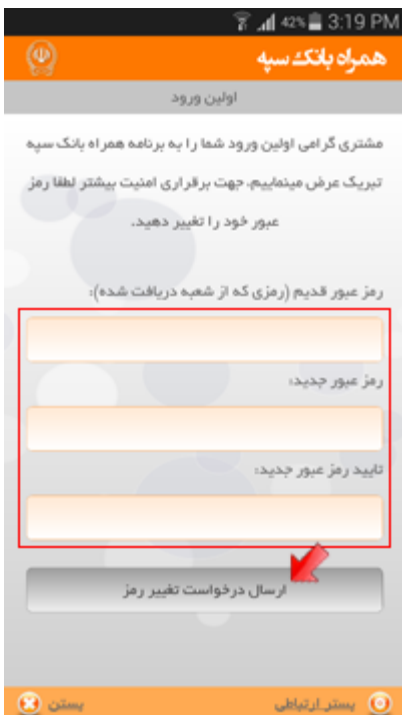 42% 3:19 PM
همراه بانک سپه
اولین ورود
مشتری گرامی اولین ورود شما را به برنامه همراه بانک سپه
تبریک عرض مینماییم، جهت برقراری امنیت بیشتر لطفا رمز
عبور خود را تغییر دهید.
رمز عبور قدیم (رمزی که از شعبه دریافت شده):
رمز عبور جدید:
تایید رمز عبور جدید:
ارسال درخواست تغییر رمز
بستر ارتباطی بستن